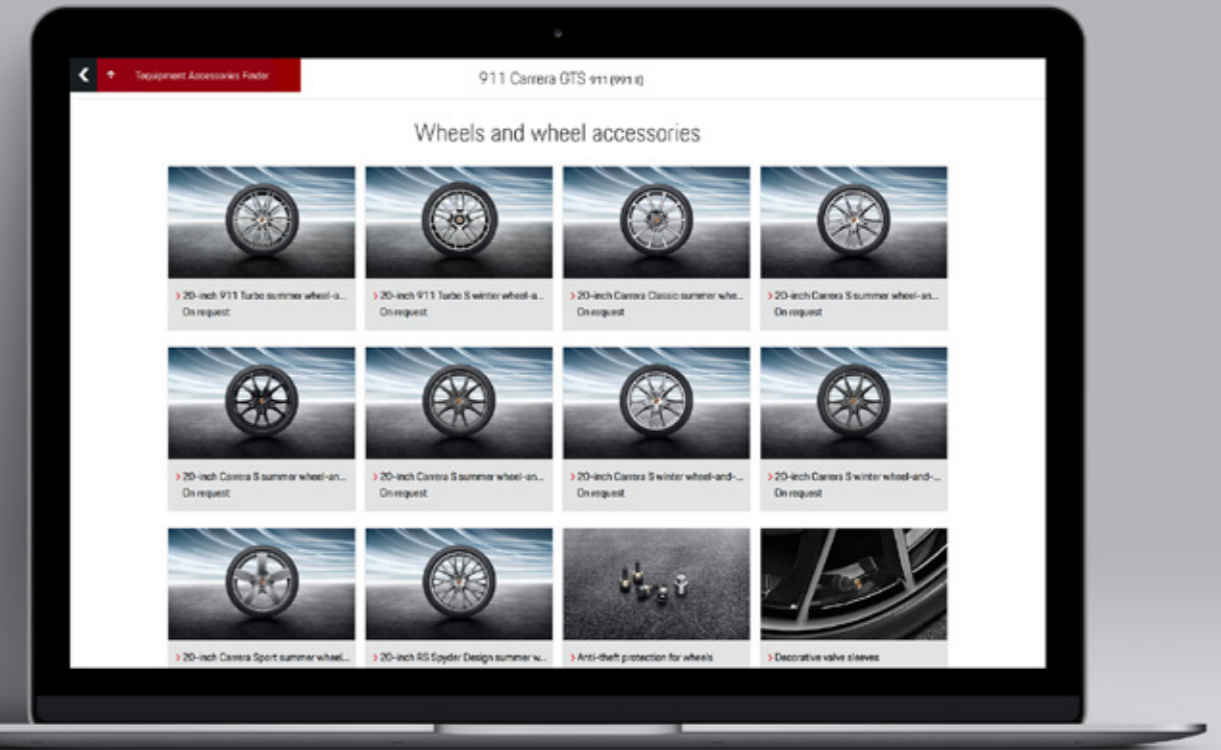 Tequipment Accessories Finder
911 Carrera GTS 911 (991 II)
Wheels and wheel accessories
20-inch 911 Turbo summer wheel-a...
On request
20-inch 911 Turbo S winter wheel-a...
On request
20-inch Carrera Classic summer whe...
On request
20-inch Carrera S summer wheel-an...
On request
20-inch Carrera S summer wheel-an...
On request
20-inch Carrera S summer wheel-an...
On request
20-inch Carrera S winter wheel-and-...
On request
20-inch Carrera S winter wheel-and-...
On request
20-inch Carrera Sport summer wheel...
20-inch RS Spyder Design summer w...
Anti-theft protection for wheels
Decorative valve sleeves